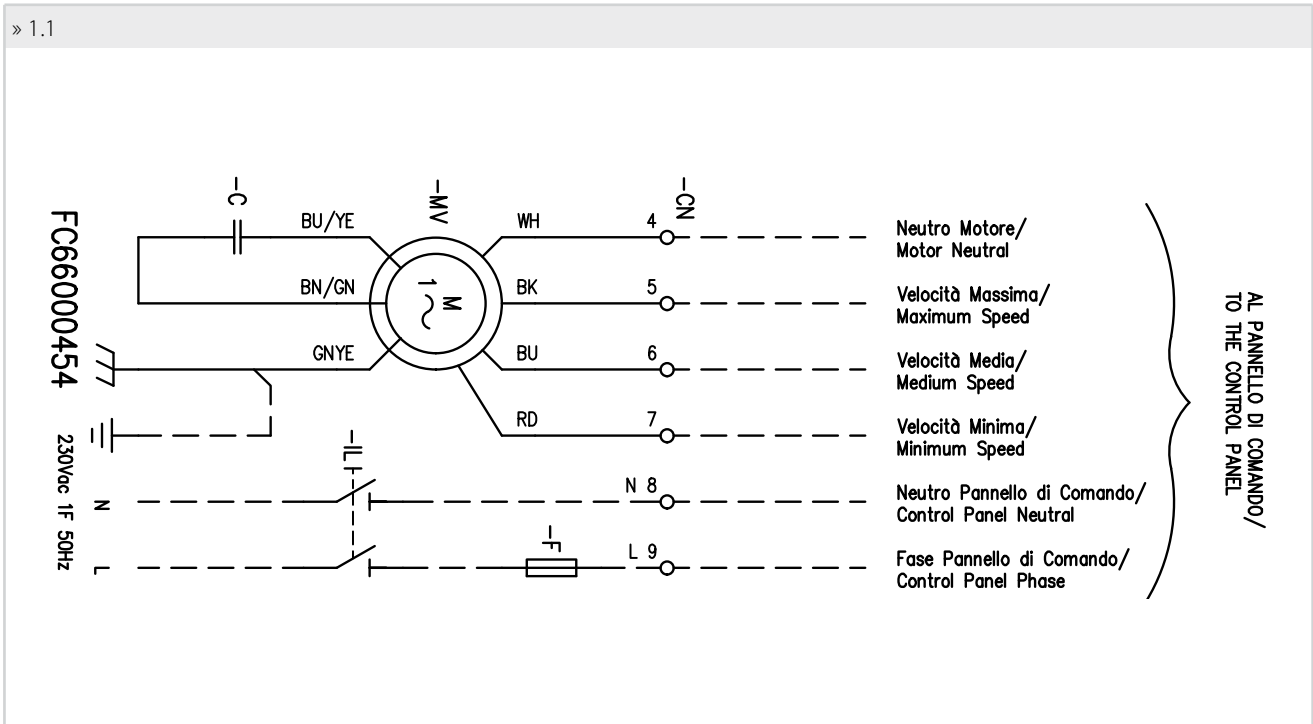 » 1.1
-C
-MV
-CN
BU/YE
BN/GN
GNYE
M
1
WH
BK
BU
RD
4
5
6
7
N 8
L 9
-IL
-F
FC66000454
230Vac 1F 50Hz
N
L
Neutro Motore/
Motor Neutral
Velocità Massima/
Maximum Speed
Velocità Media/
Medium Speed
Velocità Minima/
Minimum Speed
Neutro Pannello di Comando/
Control Panel Neutral
Fase Pannello di Comando/
Control Panel Phase
AL PANNELLO DI COMANDO/
TO THE CONTROL PANEL